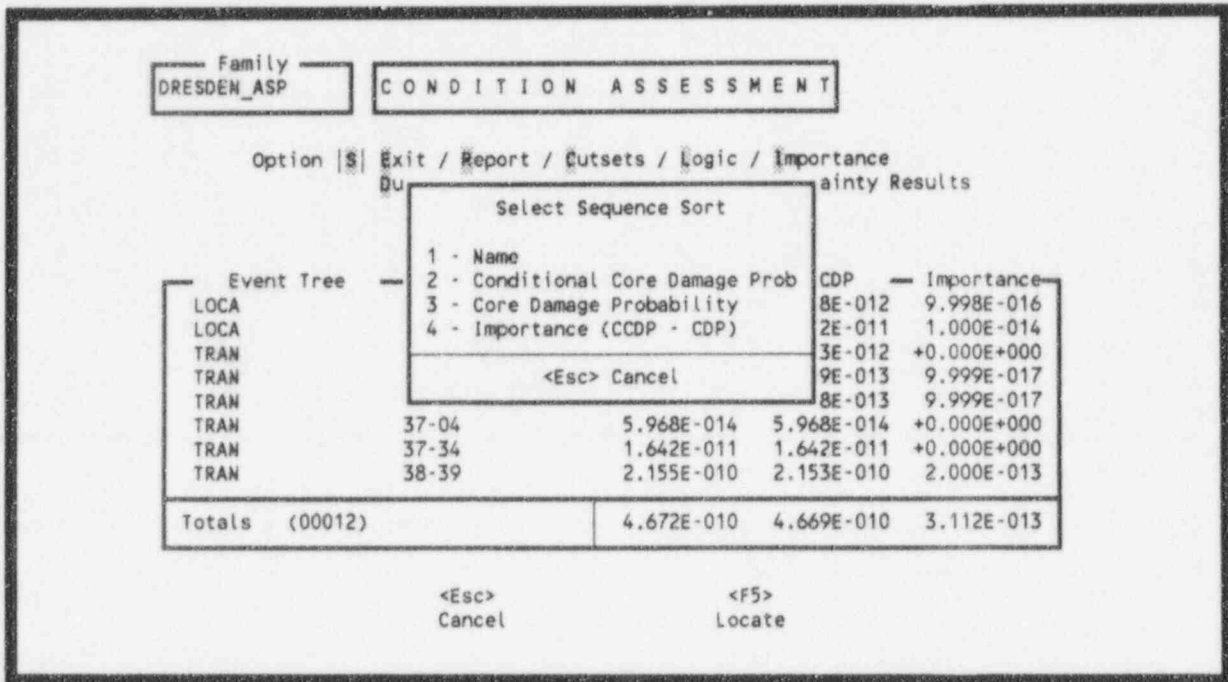 Family
DRESDEN_ASP
C O N D I T I O N A S S E S S M E N T
Option |S| Exit / Report / Cutsets / Logic / Importance
Du ainty Results
Select Sequence Sort
1 - Name
2 - Conditional Core Damage Prob
3 - Core Damage Probability
4 - Importance (CCDP - CDP)
<Esc> Cancel
Event Tree CDP Importance
LOCA 8E-012 9.998E-016
LOCA 2E-011 1.000E-014
TRAN 3E-012 +0.000E+000
TRAN 9E-013 9.999E-017
TRAN 8E-013 9.999E-017
TRAN 37-04 5.968E-014 5.968E-014 +0.000E+000
TRAN 37-34 1.642E-011 1.642E-011 +0.000E+000
TRAN 38-39 2.155E-010 2.153E-010 2.000E-013
Totals (00012) 4.672E-010 4.669E-010 3.112E-013
<Esc> <F5>
Cancel Locate